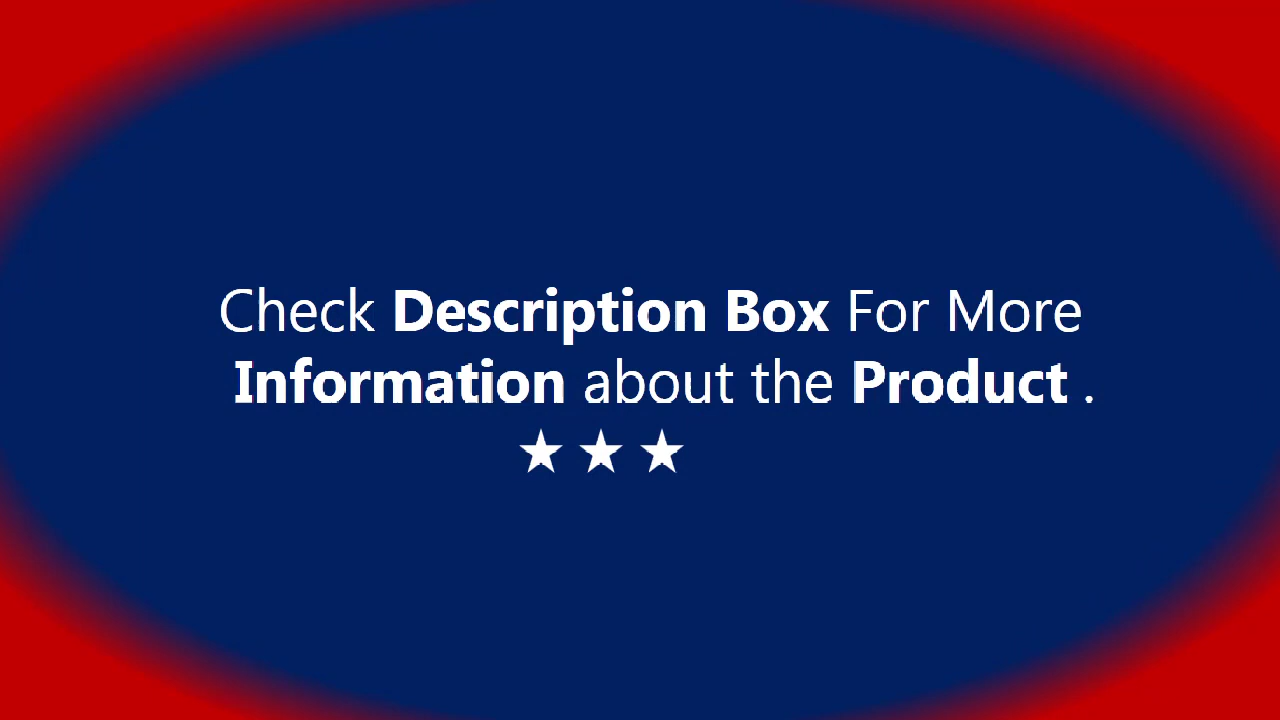 Check Description Box For More
Information about the Product .
★ ★ ★